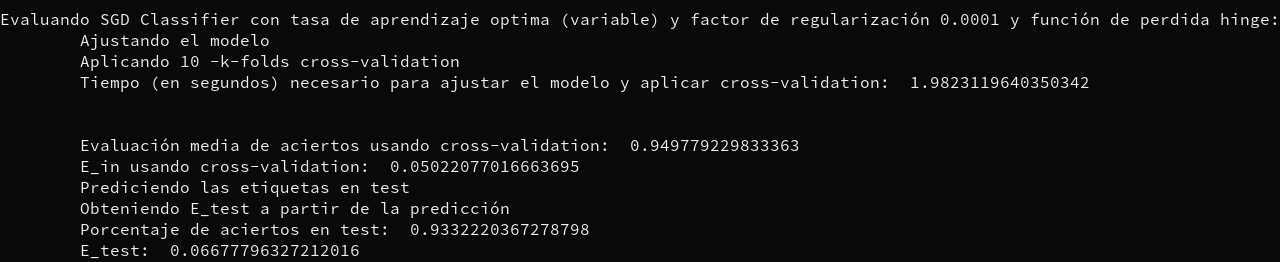 Evaluando SGD Classifier con tasa de aprendizaje optima (variable) y factor de regularización 0.0001 y función de perdida hinge:
Ajustando el modelo
Aplicando 10 -k-folds cross-validation
Tiempo (en segundos) necesario para ajustar el modelo y aplicar cross-validation:  1.9823119640350342
Evaluación media de aciertos usando cross-validation:  0.949779229833363
E_in usando cross-validation:  0.05022077016663695
Prediciendo las etiquetas en test
Obteniendo E_test a partir de la predicción
Porcentaje de aciertos en test:  0.9332220367278798
E_test:  0.06677796327212016